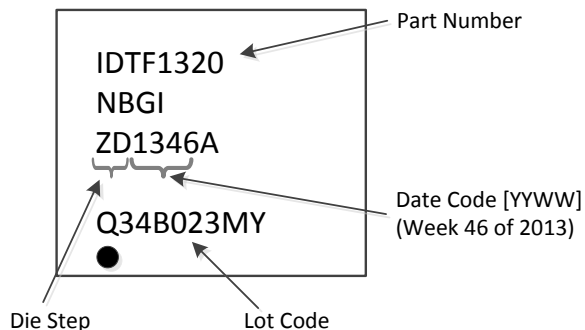 Part Number
IDTF1320
NBGI
ZD1346A
Date Code [YYWW]
(Week 46 of 2013)
Q34B023MY
Die Step
Lot Code